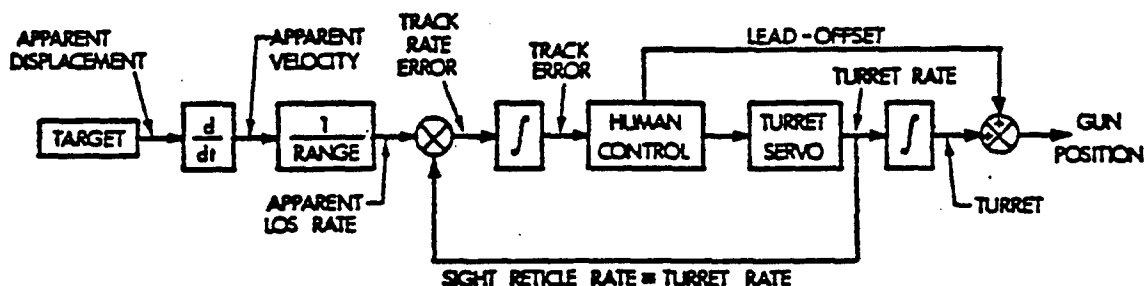 APPARENT
DISPLACEMENT
APPARENT
VELOCITY
TRACK
RATE
ERROR
TRACK
ERROR
LEAD-OFFSET
TURRET RATE
TARGET
d
dt
1
RANGE
∫
HUMAN
CONTROL
TURRET
SERVO
∫
+
+
GUN
POSITION
APPARENT
LOS RATE
TURRET
SIGHT RETICLE RATE = TURRET RATE